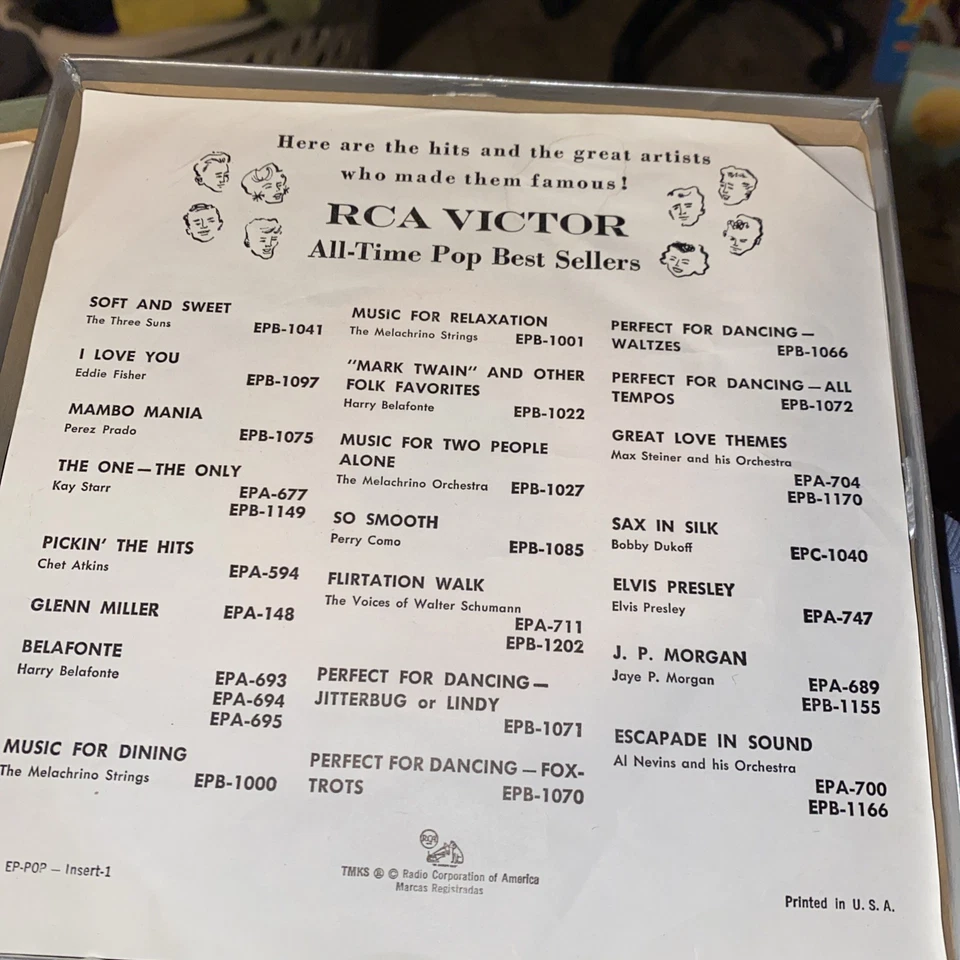 Here are the hits and the great artists
who made them famous!
RCA VICTOR
All-Time Pop Best Sellers
SOFT AND SWEET
The Three Suns
EPB-1041
I LOVE YOU
Eddie Fisher
EPB-1097
MAMBO MANIA
Perez Prado
EPB-1075
THE ONE—THE ONLY
Kay Starr
EPA-677
EPB-1149
PICKIN' THE HITS
Chet Atkins
EPA-594
GLENN MILLER EPA-148
BELAFONTE
Harry Belafonte
EPA-693
EPA-694
EPA-695
MUSIC FOR DINING
The Melachrino Strings EPB-1000
MUSIC FOR RELAXATION
The Melachrino Strings EPB-1001
"MARK TWAIN" AND OTHER
FOLK FAVORITES
Harry Belafonte
EPB-1022
MUSIC FOR TWO PEOPLE
ALONE
The Melachrino Orchestra EPB-1027
SO SMOOTH
Perry Como
EPB-1085
FLIRTATION WALK
The Voices of Walter Schumann
EPA-711
EPB-1202
PERFECT FOR DANCING—
JITTERBUG or LINDY
EPB-1071
PERFECT FOR DANCING—FOX-
TROTS EPB-1070
PERFECT FOR DANCING—
WALTZES EPB-1066
PERFECT FOR DANCING—ALL
TEMPOS EPB-1072
GREAT LOVE THEMES
Max Steiner and his Orchestra
EPA-704
EPB-1170
SAX IN SILK
Bobby Dukoff
EPC-1040
ELVIS PRESLEY
Elvis Presley
EPA-747
J. P. MORGAN
Jaye P. Morgan
EPA-689
EPB-1155
ESCAPADE IN SOUND
Al Nevins and his Orchestra
EPA-700
EPB-1166
RCA
EP-POP — Insert-1
TMKS ® © Radio Corporation of America
Marcas Registradas
Printed in U. S. A.